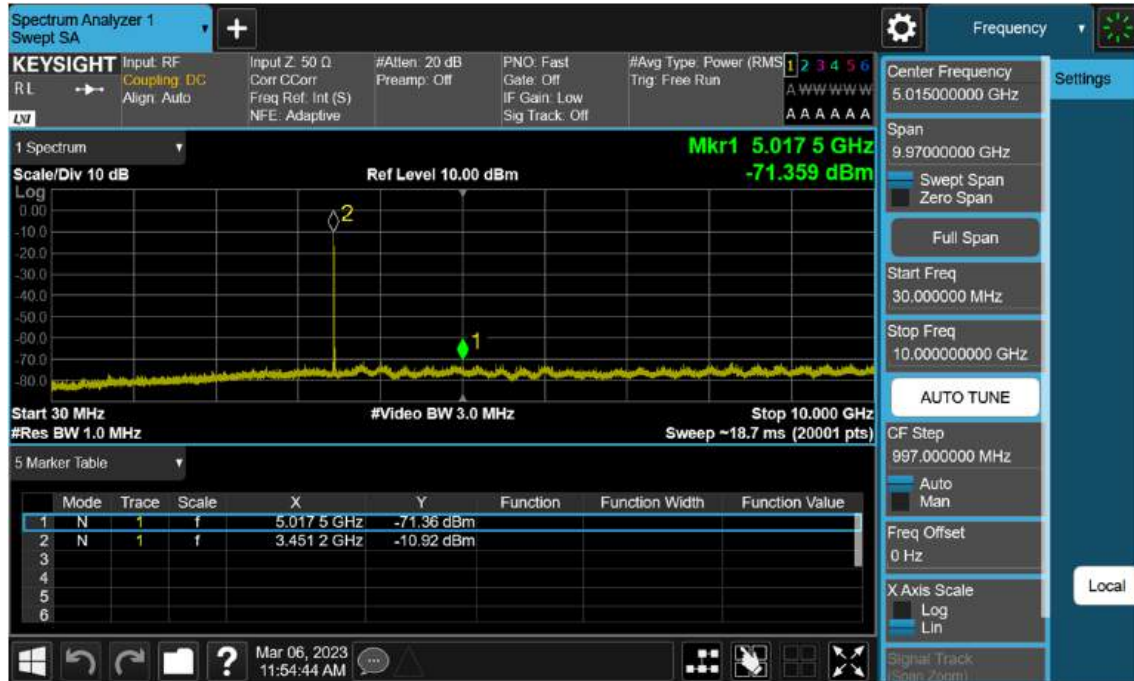 Spectrum Analyzer 1
Swept SA
+
Frequency
KEYSIGHT
RL
LXI
Input: RF
Coupling: DC
Align: Auto
Input Z: 50 Ω
Corr CCorr
Freq Ref: Int (S)
NFE: Adaptive
#Atten: 20 dB
Preamp: Off
PNO: Fast
Gate: Off
IF Gain: Low
Sig Track: Off
#Avg Type: Power (RMS
Trig: Free Run
1 2 3 4 5 6
A W W W W W
A A A A A A
1 Spectrum
Scale/Div 10 dB
Ref Level 10.00 dBm
Mkr1 5.017 5 GHz
-71.359 dBm
Log
0.00
-10.0
-20.0
-30.0
-40.0
-50.0
-60.0
-70.0
-80.0
2
1
Start 30 MHz
#Video BW 3.0 MHz
Stop 10.000 GHz
#Res BW 1.0 MHz
Sweep ~18.7 ms (20001 pts)
5 Marker Table
Mode Trace Scale X Y Function Function Width Function Value
1 N 1 f 5.017 5 GHz -71.36 dBm
2 N 1 f 3.451 2 GHz -10.92 dBm
3
4
5
6
?
Mar 06, 2023
11:54:44 AM
Center Frequency
5.015000000 GHz
Span
9.97000000 GHz
Swept Span
Zero Span
Full Span
Start Freq
30.000000 MHz
Stop Freq
10.000000000 GHz
AUTO TUNE
CF Step
997.000000 MHz
Auto
Man
Freq Offset
0 Hz
X Axis Scale
Log
Lin
Signal Track
(Span Zoom)
Settings
Local